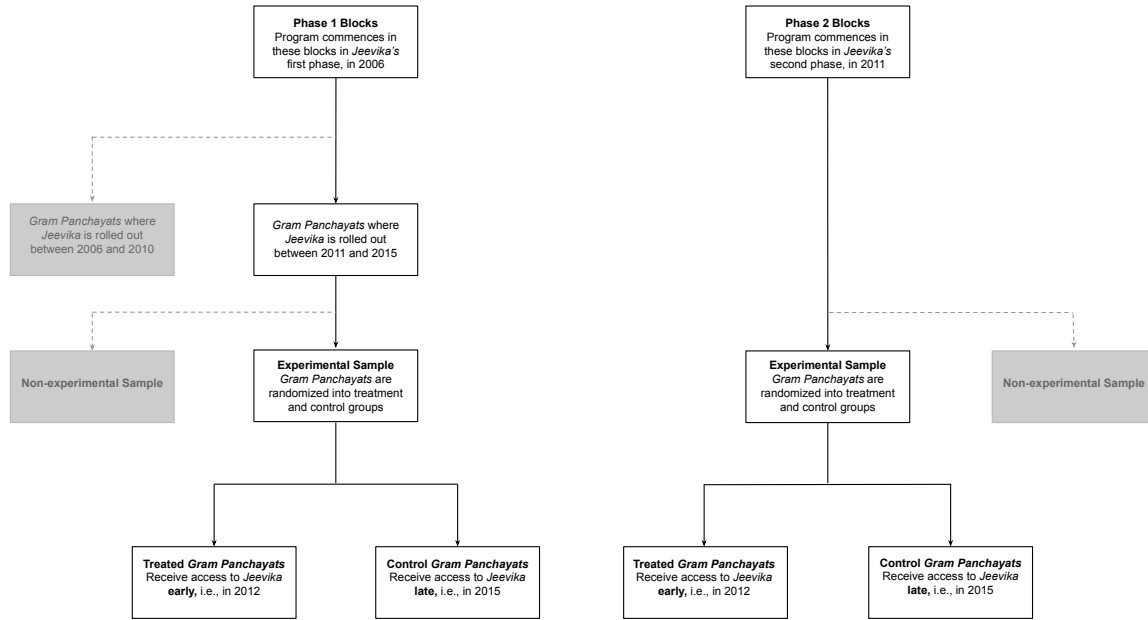 Phase 1 Blocks
Program commences in
these blocks in Jeevika's
first phase, in 2006
Phase 2 Blocks
Program commences in
these blocks in Jeevika's
second phase, in 2011
Gram Panchayats where
Jeevika is rolled out
between 2006 and 2010
Gram Panchayats where
Jeevika is rolled out
between 2011 and 2015
Non-experimental Sample
Experimental Sample
Gram Panchayats are
randomized into treatment
and control groups
Experimental Sample
Gram Panchayats are
randomized into treatment
and control groups
Non-experimental Sample
Treated Gram Panchayats
Receive access to Jeevika
early, i.e., in 2012
Control Gram Panchayats
Receive access to Jeevika
late, i.e., in 2015
Treated Gram Panchayats
Receive access to Jeevika
early, i.e., in 2012
Control Gram Panchayats
Receive access to Jeevika
late, i.e., in 2015